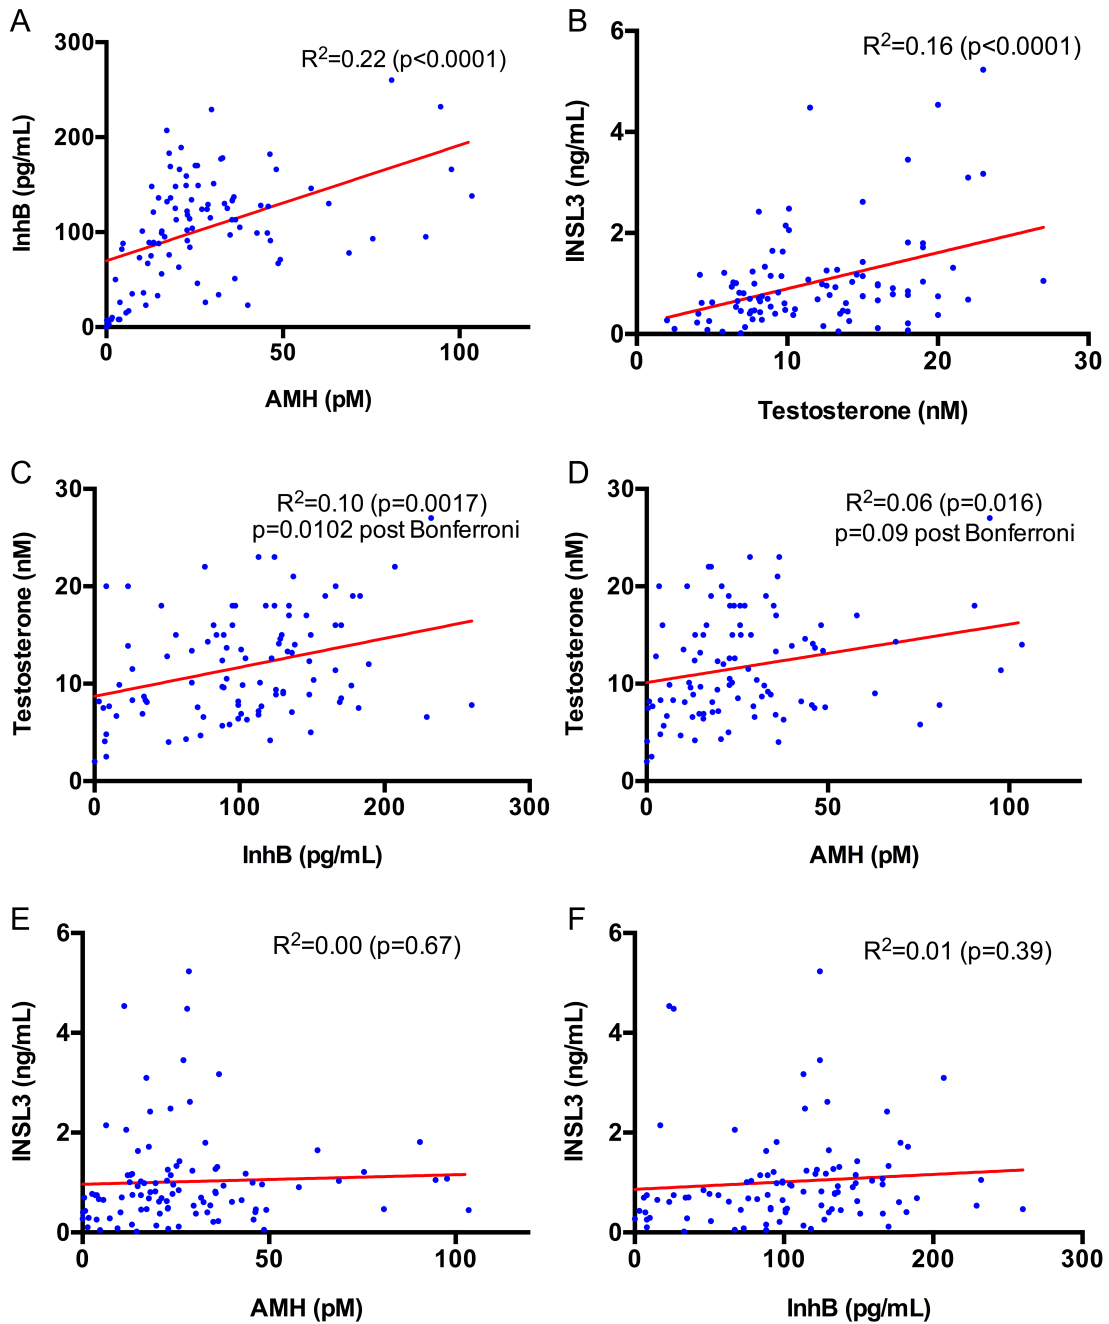 A
R²=0.22 (p<0.0001)
300
200
100
0
InhB (pg/mL)
0 50 100
AMH (pM)
B
R²=0.16 (p<0.0001)
6
4
2
0
INSL3 (ng/mL)
0 10 20 30
Testosterone (nM)
C
R²=0.10 (p=0.0017)
p=0.0102 post Bonferroni
30
20
10
0
Testosterone (nM)
0 100 200 300
InhB (pg/mL)
D
R²=0.06 (p=0.016)
p=0.09 post Bonferroni
30
20
10
0
Testosterone (nM)
0 50 100
AMH (pM)
E
R²=0.00 (p=0.67)
6
4
2
0
INSL3 (ng/mL)
0 50 100
AMH (pM)
F
R²=0.01 (p=0.39)
6
4
2
0
INSL3 (ng/mL)
0 100 200 300
InhB (pg/mL)